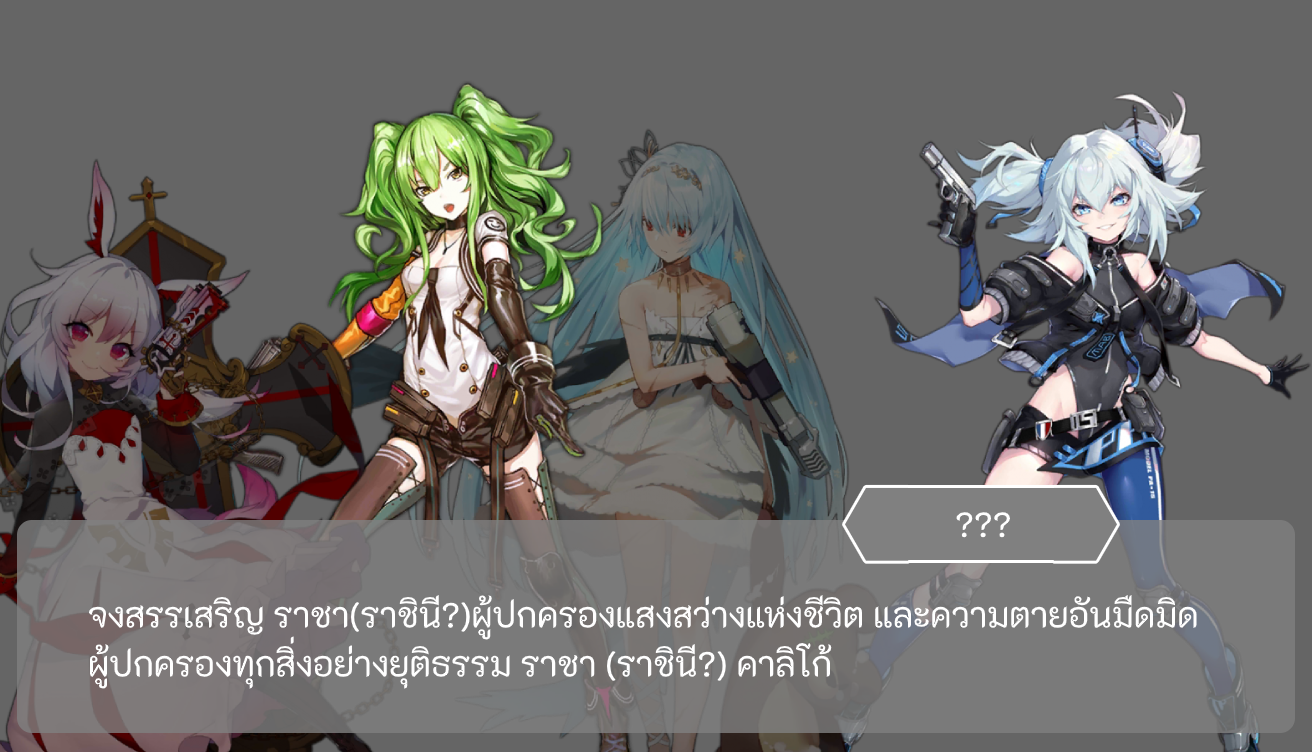 ???
จงสรรเสริญ ราชา(ราชินี?)ผู้ปกครองแสงสว่างแห่งชีวิต และความตายอันมืดมิด
ผู้ปกครองทุกสิ่งอย่างยุติธรรม ราชา (ราชินี?) คาลิโก้